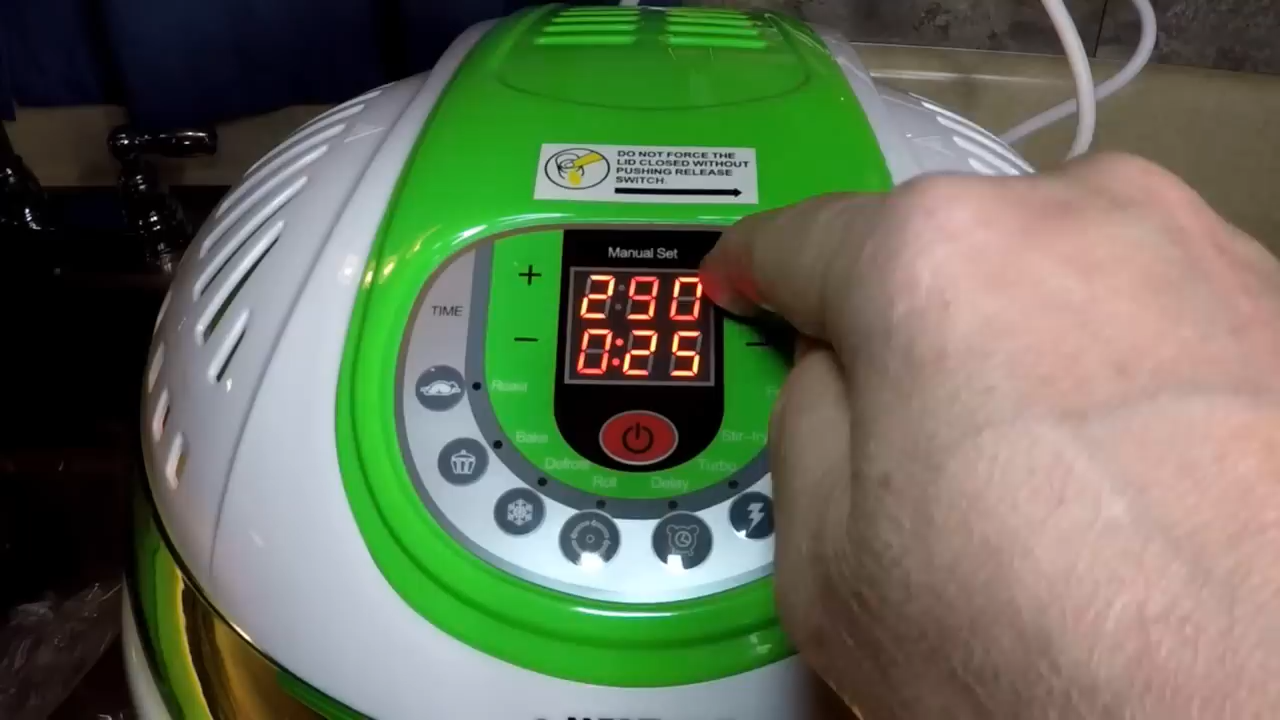 DO NOT FORCE THE
LID CLOSED WITHOUT
PUSHING RELEASE
SWITCH.
Manual Set
+
TIME
290
0:25
-
-
Roast
Bake
Defrost
Roll
Delay
Turbo
Stir-fry